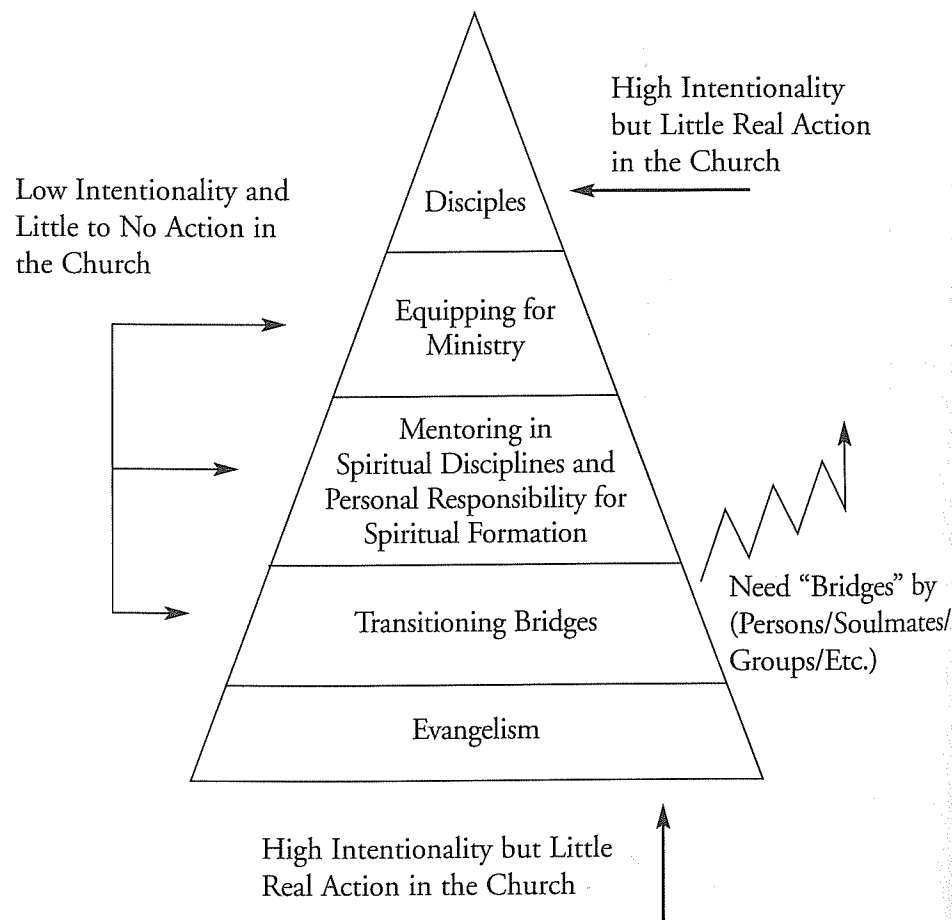 High Intentionality
but Little Real Action
in the Church
Low Intentionality and
Little to No Action in
the Church
Disciples
Equipping for
Ministry
Mentoring in
Spiritual Disciplines and
Personal Responsibility for
Spiritual Formation
Need “Bridges” by
(Persons/Soulmates/
Groups/Etc.)
Transitioning Bridges
Evangelism
High Intentionality but Little
Real Action in the Church